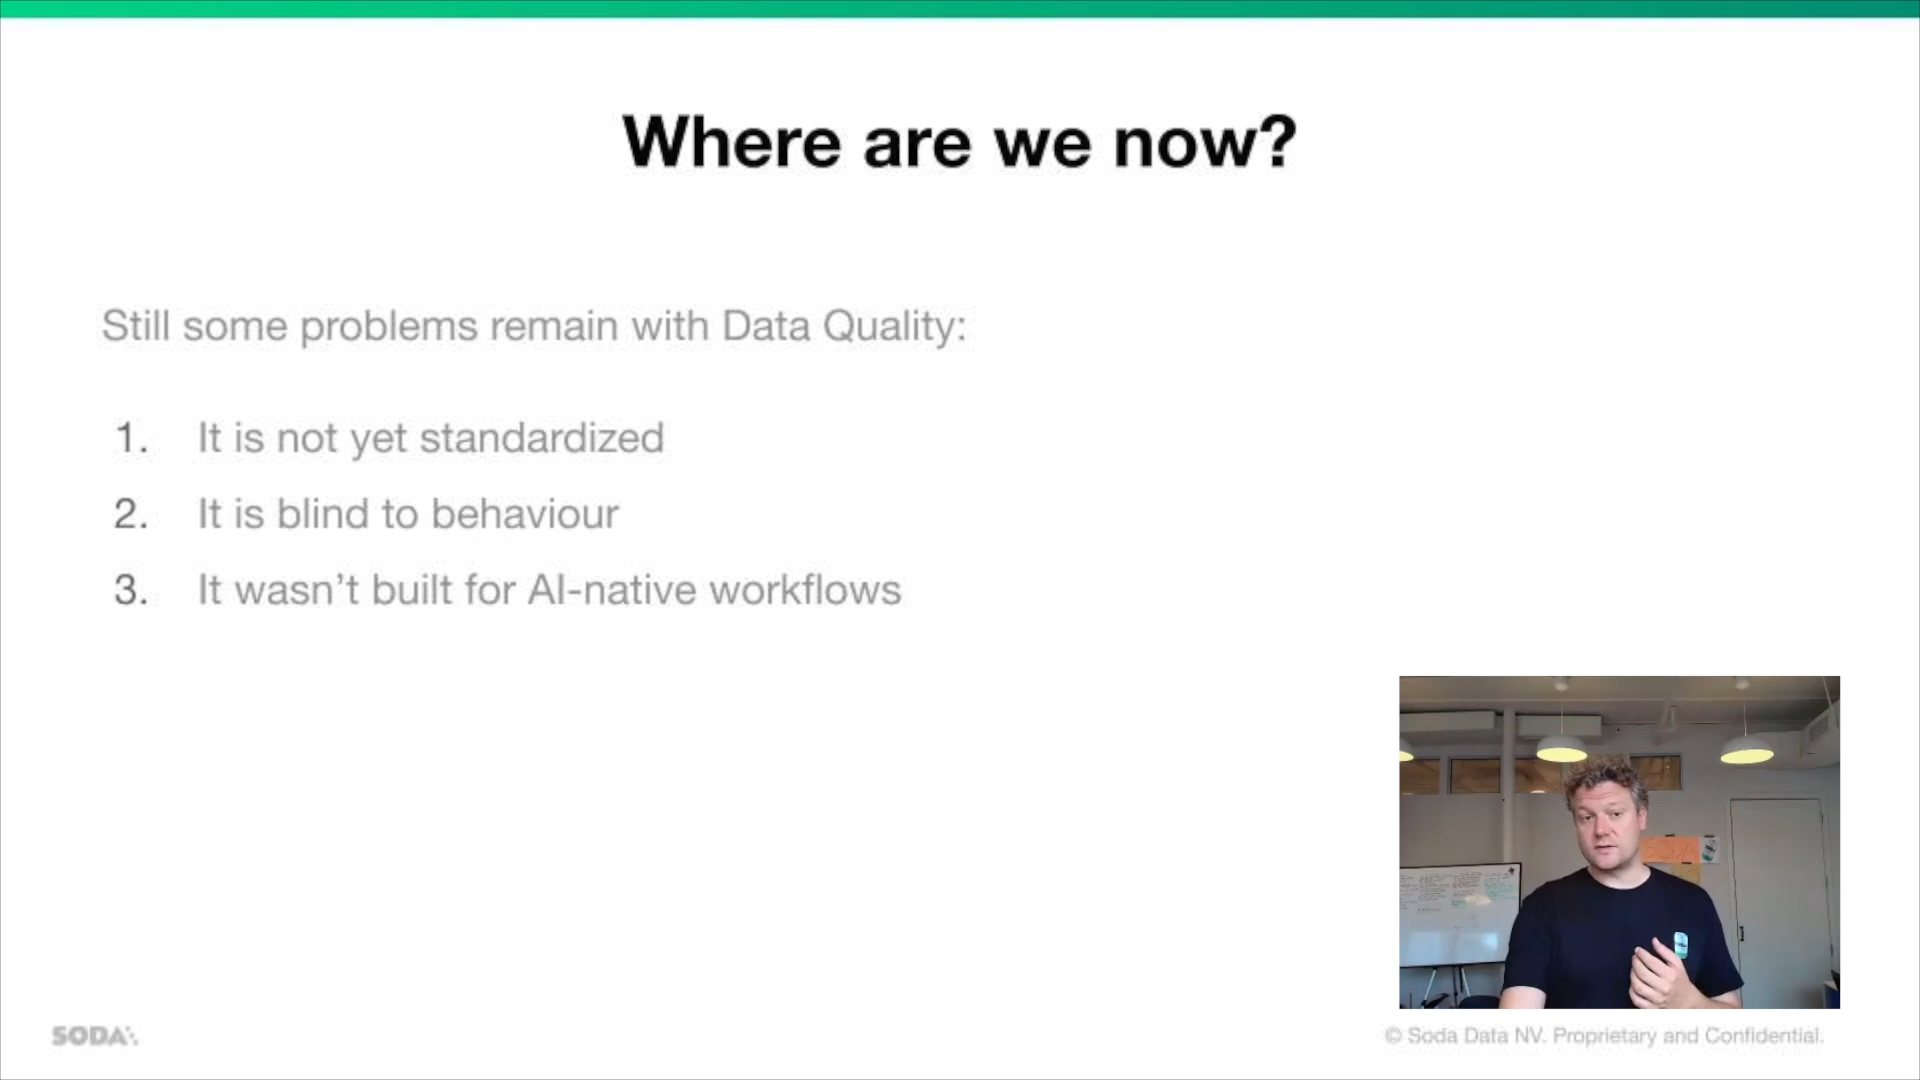 Where are we now?
Still some problems remain with Data Quality:
1. It is not yet standardized
2. It is blind to behaviour
3. It wasn't built for AI-native workflows
SODA
© Soda Data NV. Proprietary and Confidential.